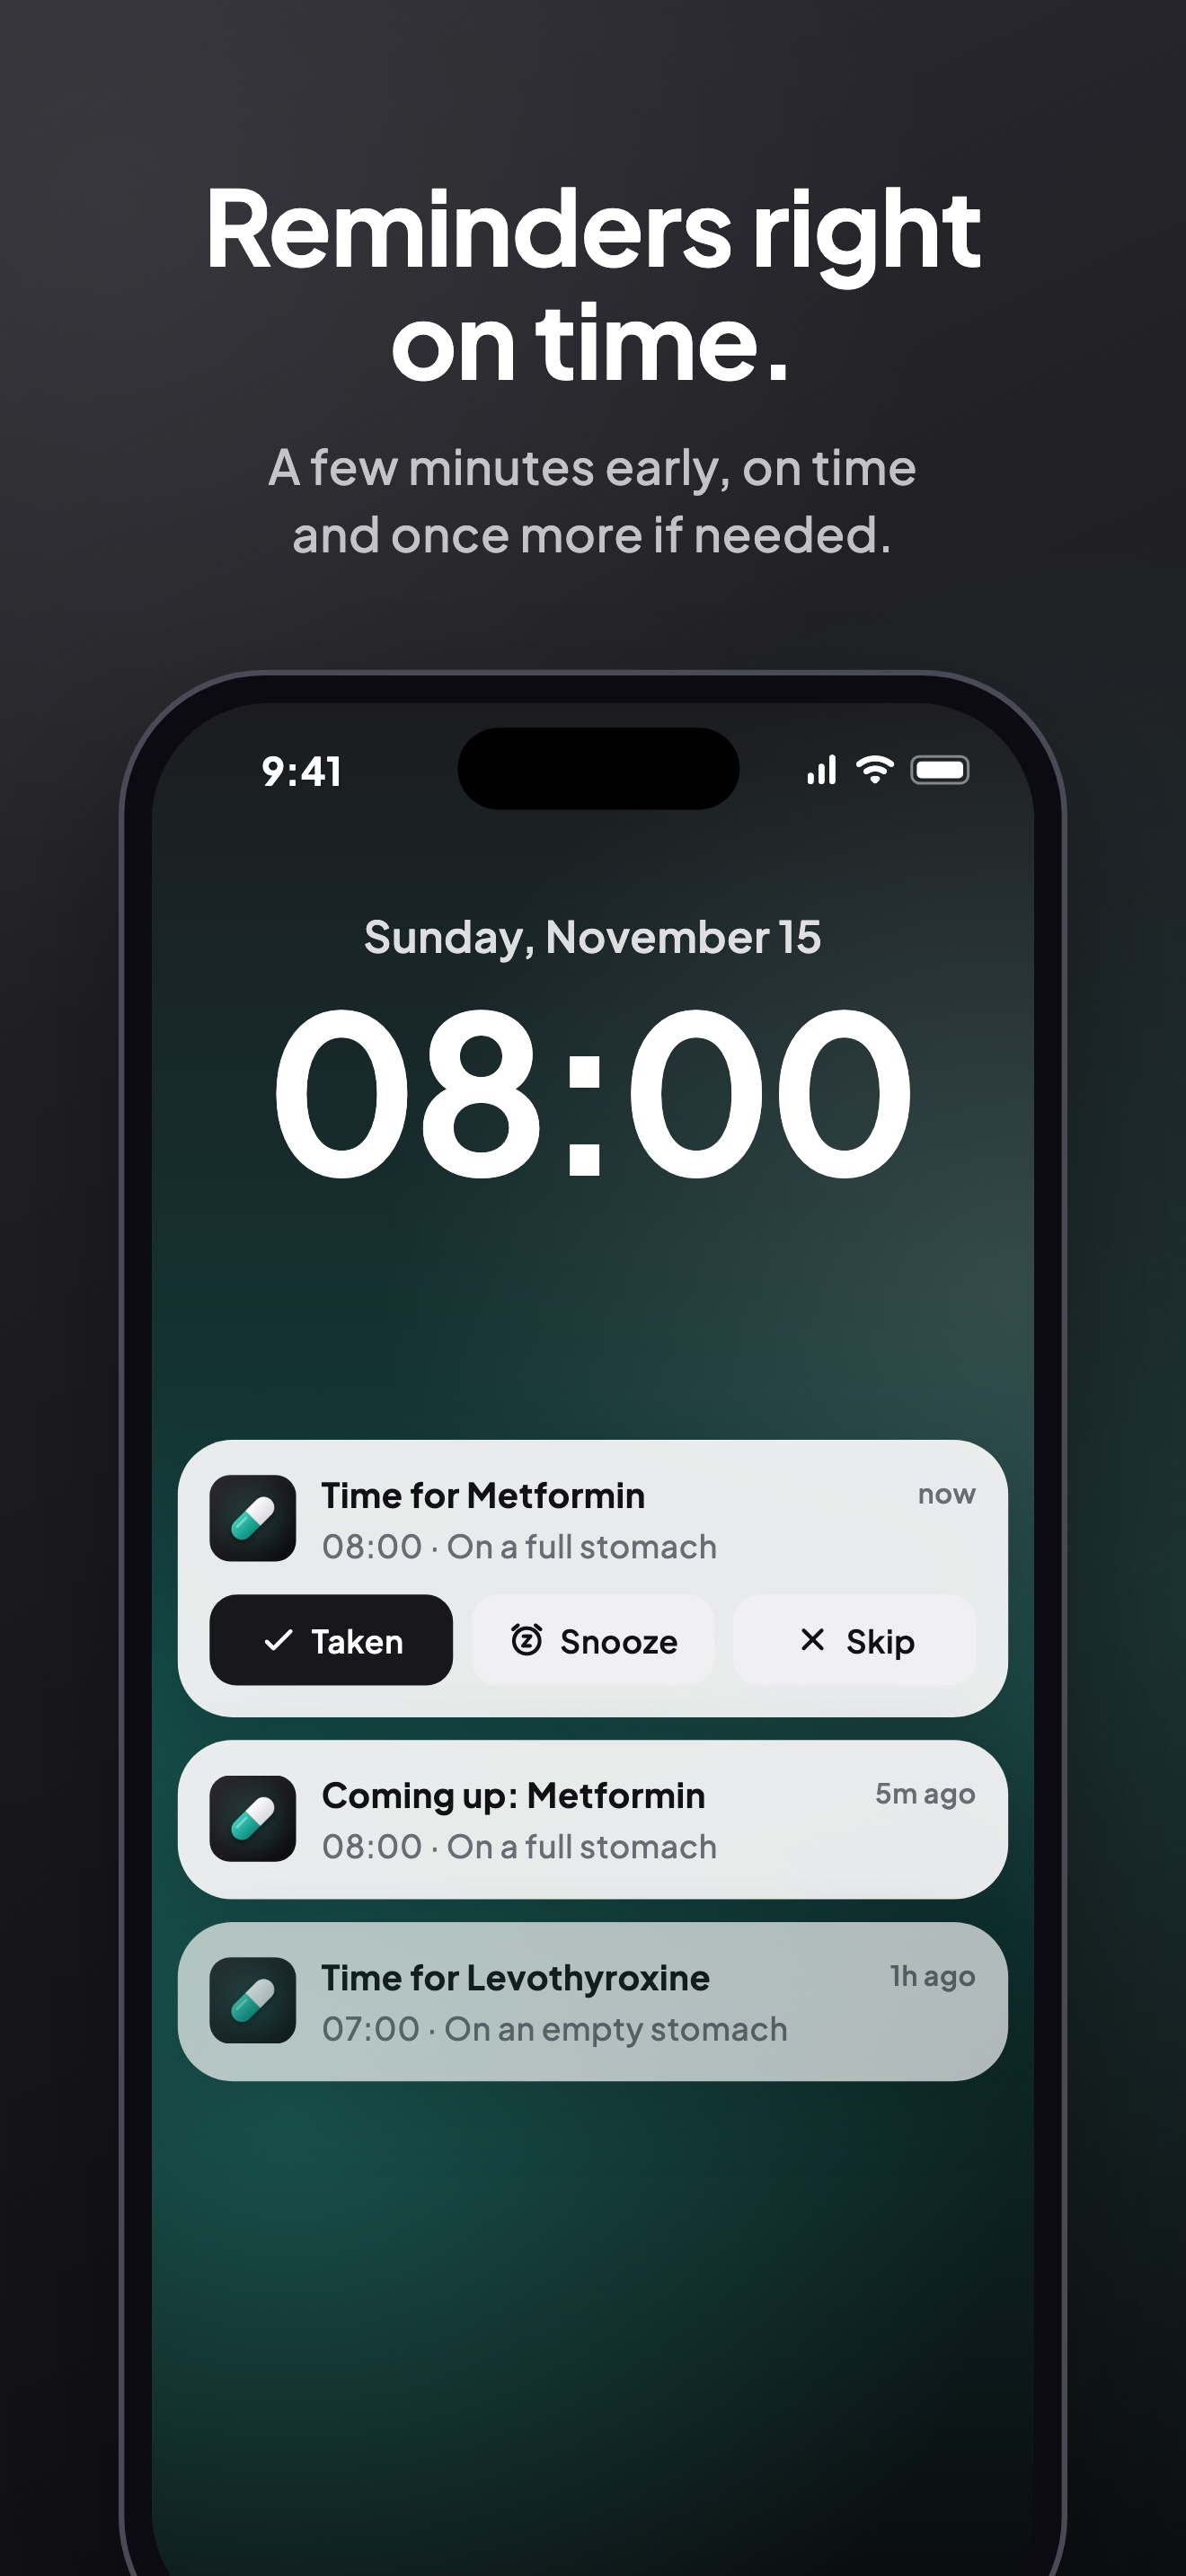 Reminders right
on time.
A few minutes early, on time
and once more if needed.
9:41
Sunday, November 15
08:00
Time for Metformin now
08:00 · On a full stomach
Taken Snooze Skip
Coming up: Metformin 5m ago
08:00 · On a full stomach
Time for Levothyroxine 1h ago
07:00 · On an empty stomach